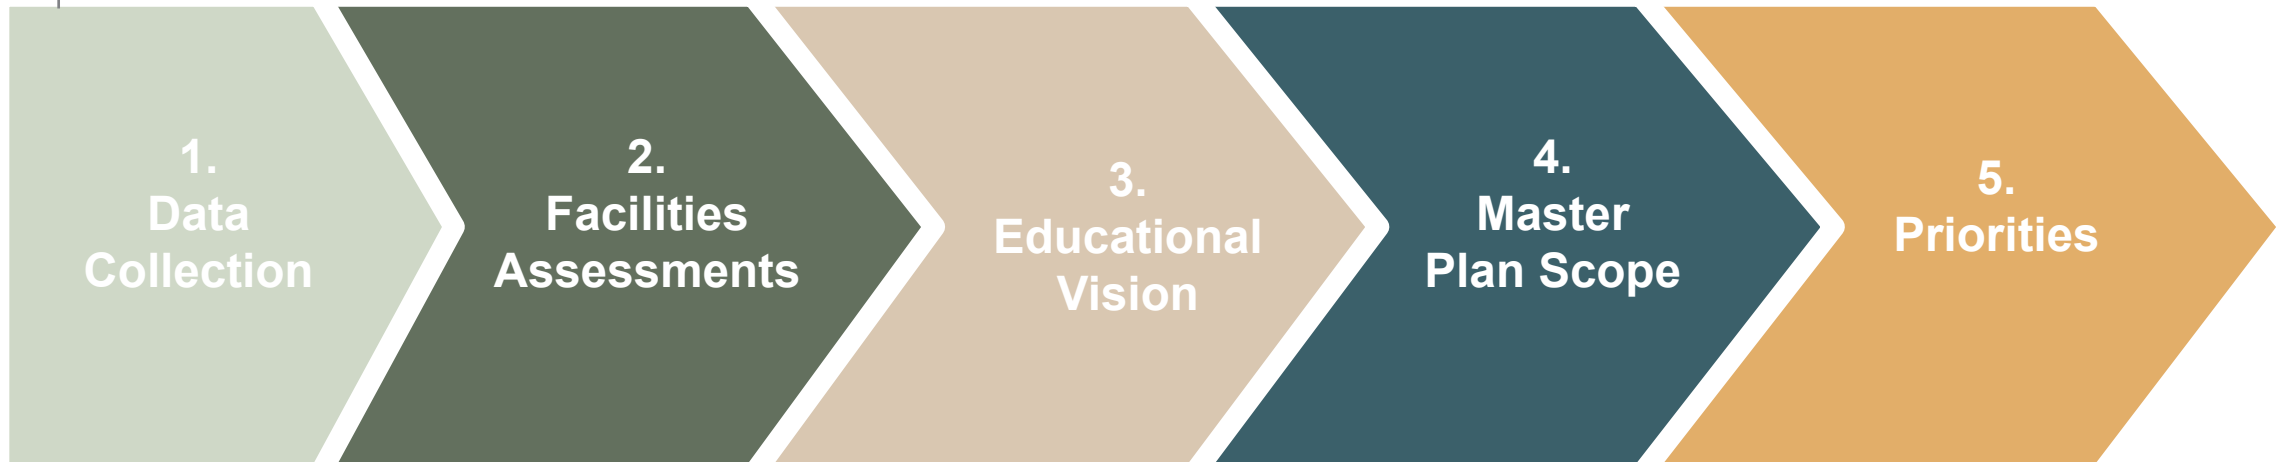 1.
Data
Collection
2.
Facilities
Assessments
3.
Educational
Vision
4.
Master
Plan Scope
5.
Priorities